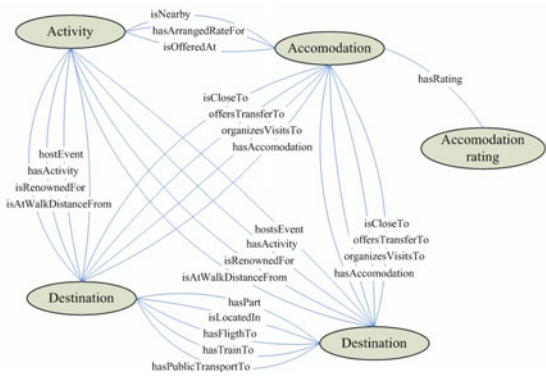 isNearby
Activity
hasArrangedRateFor
Accomodation
isOfferedAt
hasRating
isCloseTo
offersTransferTo
organizesVisitsTo
hasAccomodation
Accomodation
rating
hostEvent
hasActivity
isRenownedFor
isAtWalkDistanceFrom
hostsEvent
hasActivity
isRenownedFor
isAtWalkDistanceFrom
isCloseTo
offersTransferTo
organizesVisitsTo
hasAccomodation
Destination
hasPart
isLocatedIn
hasFligthTo
hasTrainTo
hasPublicTransportTo
Destination